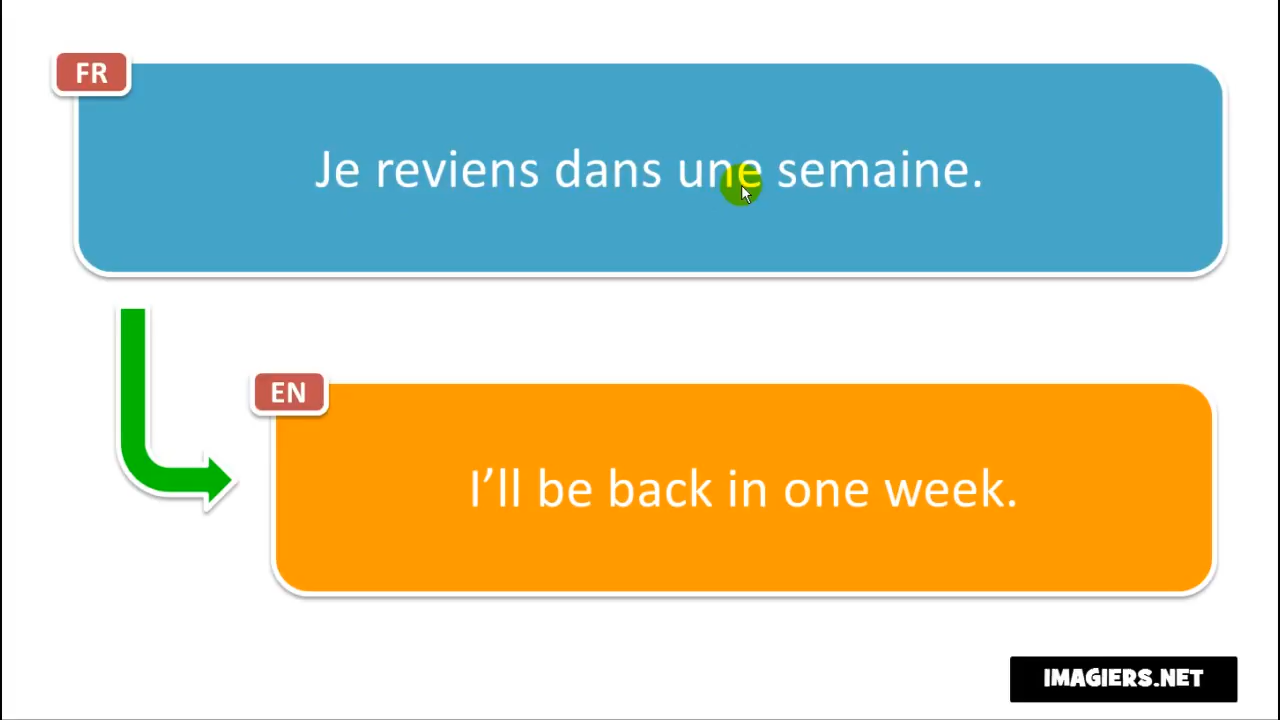 FR
Je reviens dans une semaine.
EN
I’ll be back in one week.
IMAGIERS.NET